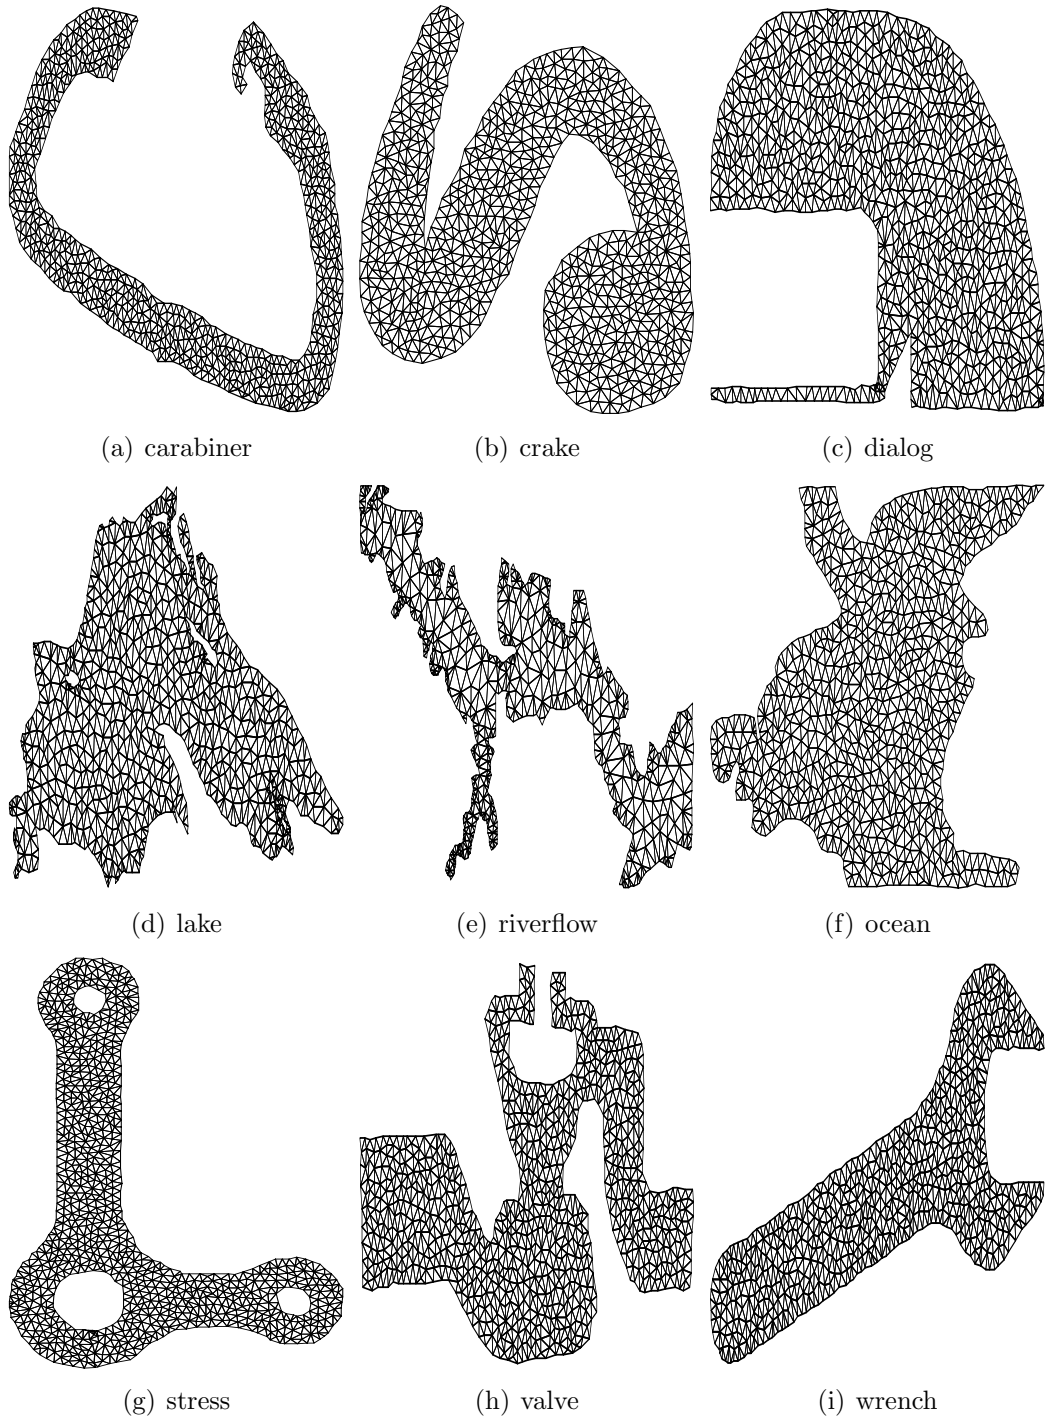 (a) carabiner
(b) crake
(c) dialog
(d) lake
(e) riverflow
(f) ocean
(g) stress
(h) valve
(i) wrench